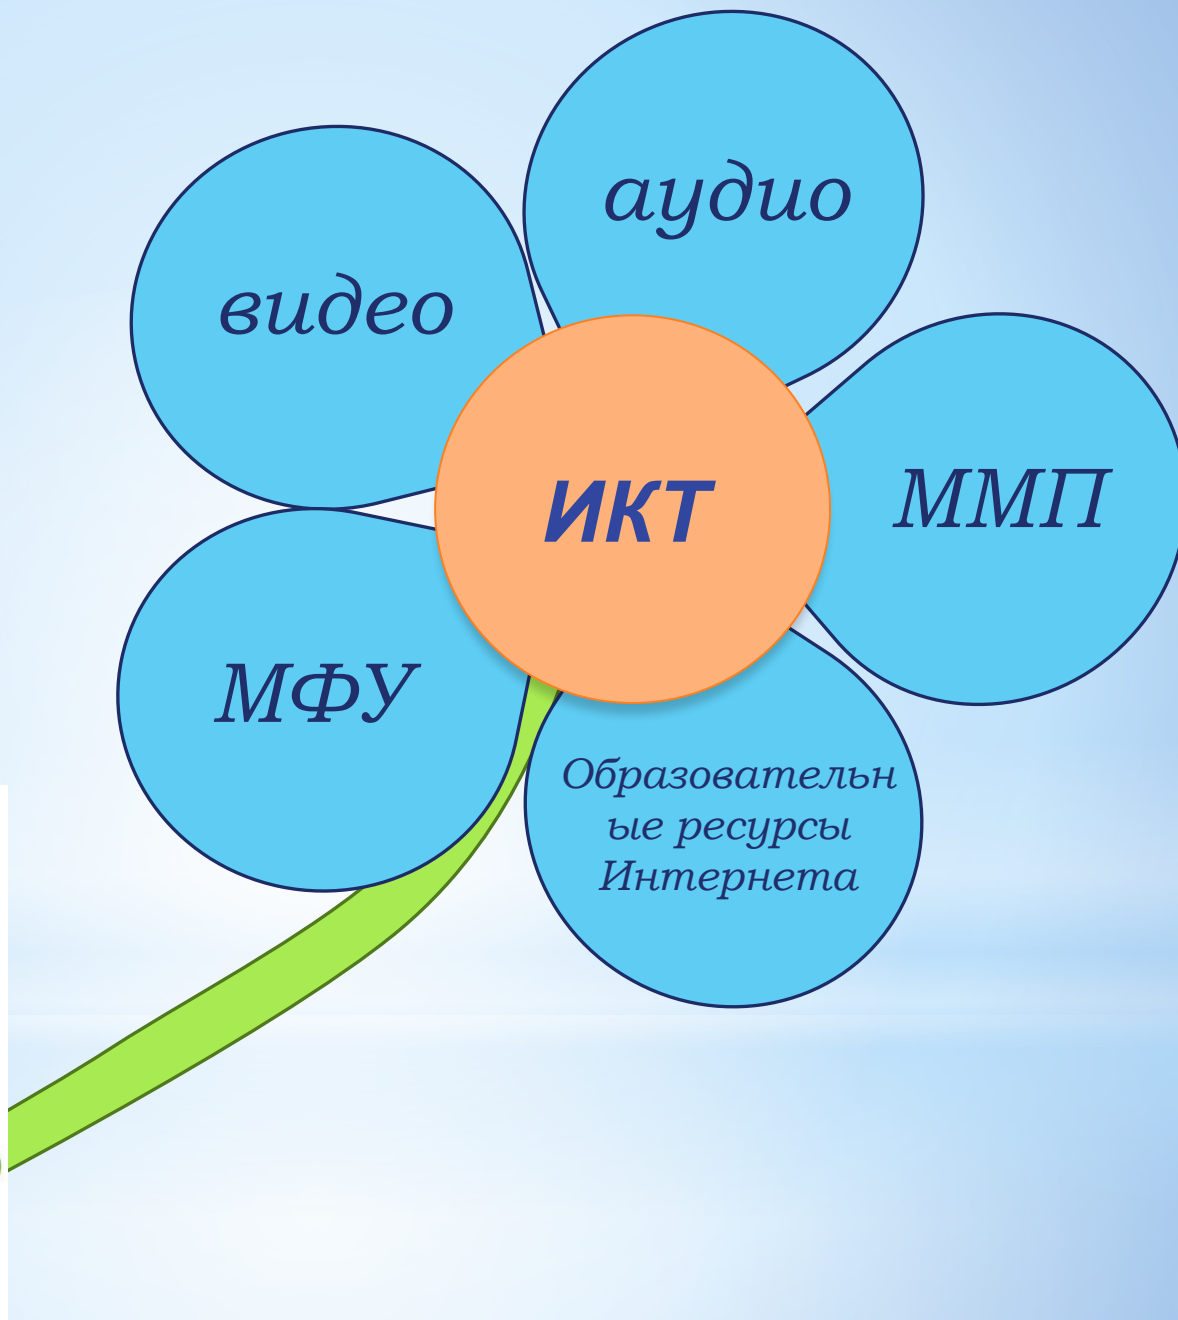 аудио
видео
ИКТ
ММП
МФУ
Образовательн
ые ресурсы
Интернета